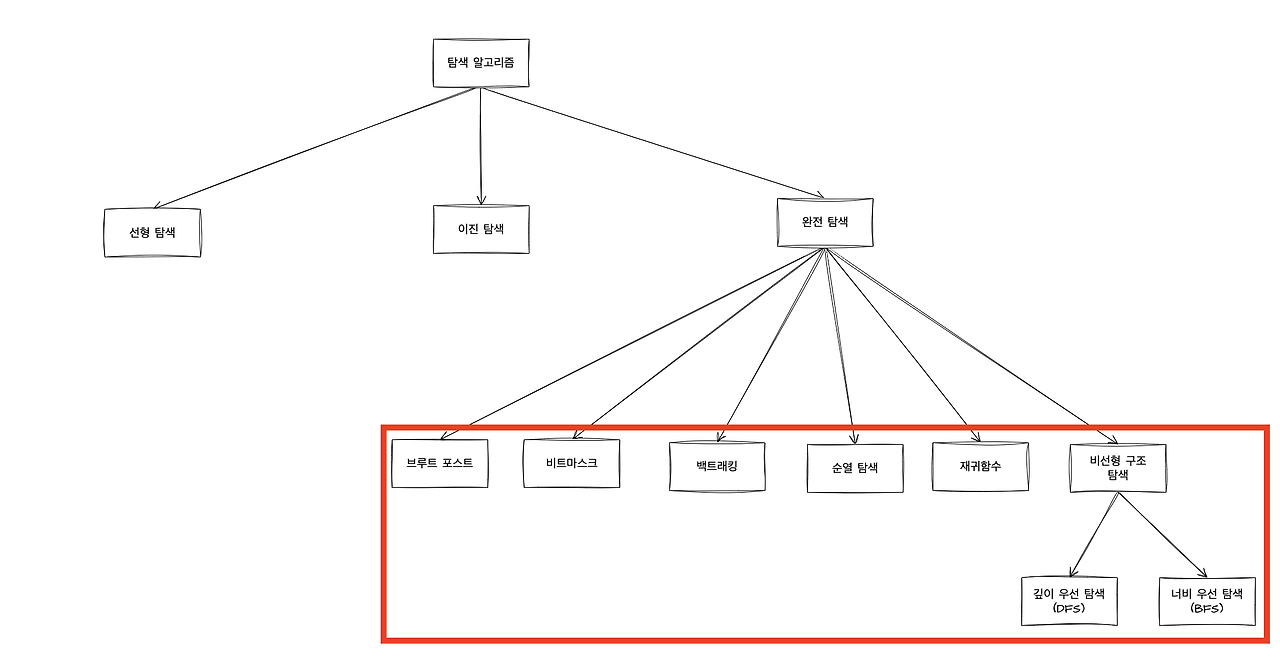 탐색 알고리즘
선형 탐색
이진 탐색
완전 탐색
브루트 포스트
비트마스크
백트래킹
순열 탐색
재귀함수
비선형 구조
탐색
깊이 우선 탐색
(DFS)
너비 우선 탐색
(BFS)